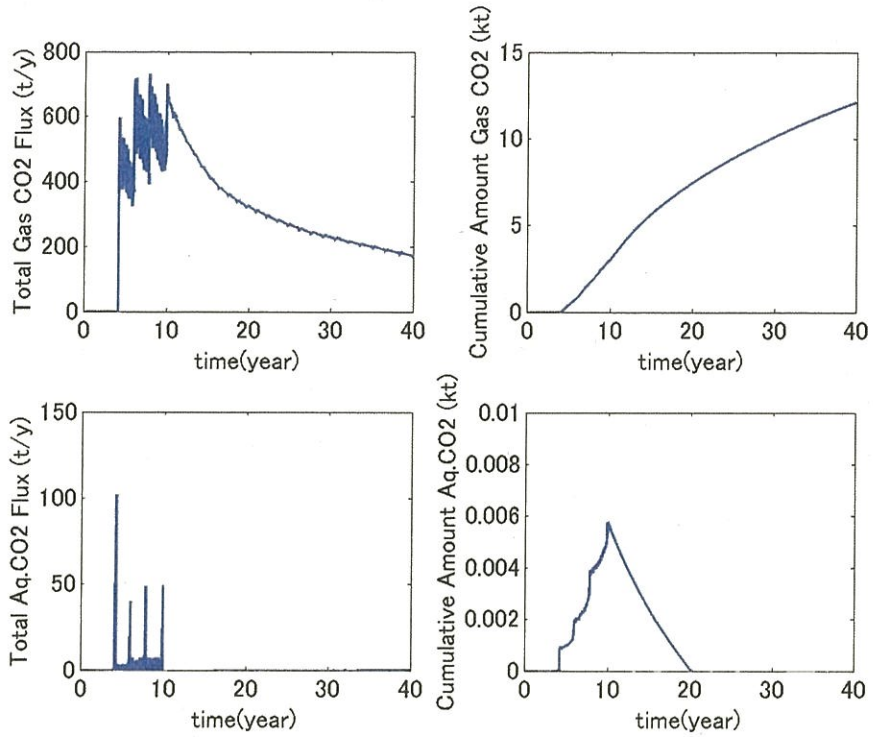 Total Gas CO2 Flux (t/y)
800
600
400
200
0
0 10 20 30 40
time(year)
Cumulative Amount Gas CO2 (kt)
15
10
5
0
0 10 20 30 40
time(year)
Total Aq.CO2 Flux (t/y)
150
100
50
0
0 10 20 30 40
time(year)
Cumulative Amount Aq.CO2 (kt)
0.01
0.008
0.006
0.004
0.002
0
0 10 20 30 40
time(year)